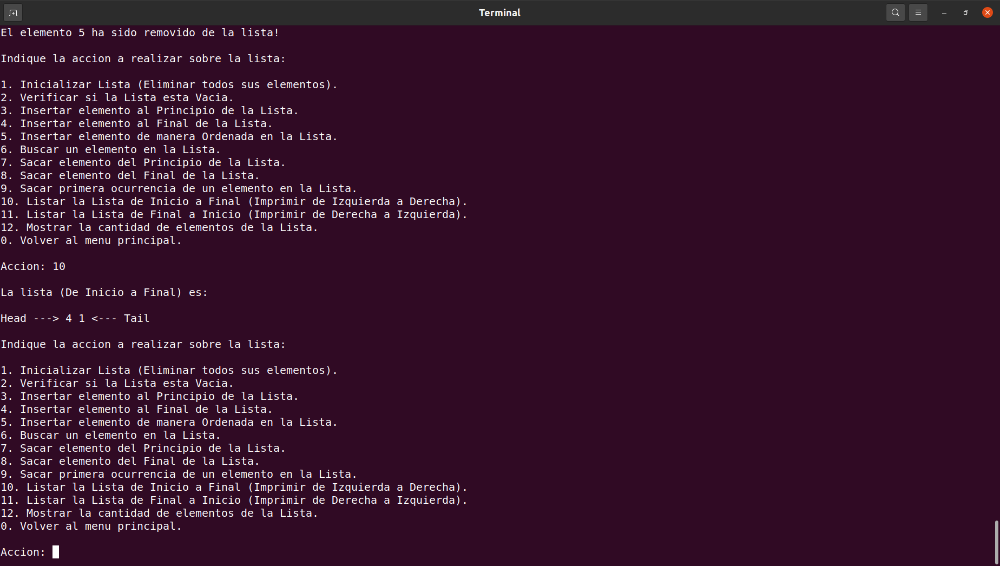 Terminal
El elemento 5 ha sido removido de la lista!
Indique la accion a realizar sobre la lista:
1. Inicializar Lista (Eliminar todos sus elementos).
2. Verificar si la Lista esta Vacia.
3. Insertar elemento al Principio de la Lista.
4. Insertar elemento al Final de la Lista.
5. Insertar elemento de manera Ordenada en la Lista.
6. Buscar un elemento en la Lista.
7. Sacar elemento del Principio de la Lista.
8. Sacar elemento del Final de la Lista.
9. Sacar primera ocurrencia de un elemento en la Lista.
10. Listar la Lista de Inicio a Final (Imprimir de Izquierda a Derecha).
11. Listar la Lista de Final a Inicio (Imprimir de Derecha a Izquierda).
12. Mostrar la cantidad de elementos de la Lista.
0. Volver al menu principal.
Accion: 10
La lista (De Inicio a Final) es:
Head ---> 4 1 <--- Tail
Indique la accion a realizar sobre la lista:
1. Inicializar Lista (Eliminar todos sus elementos).
2. Verificar si la Lista esta Vacia.
3. Insertar elemento al Principio de la Lista.
4. Insertar elemento al Final de la Lista.
5. Insertar elemento de manera Ordenada en la Lista.
6. Buscar un elemento en la Lista.
7. Sacar elemento del Principio de la Lista.
8. Sacar elemento del Final de la Lista.
9. Sacar primera ocurrencia de un elemento en la Lista.
10. Listar la Lista de Inicio a Final (Imprimir de Izquierda a Derecha).
11. Listar la Lista de Final a Inicio (Imprimir de Derecha a Izquierda).
12. Mostrar la cantidad de elementos de la Lista.
0. Volver al menu principal.
Accion: